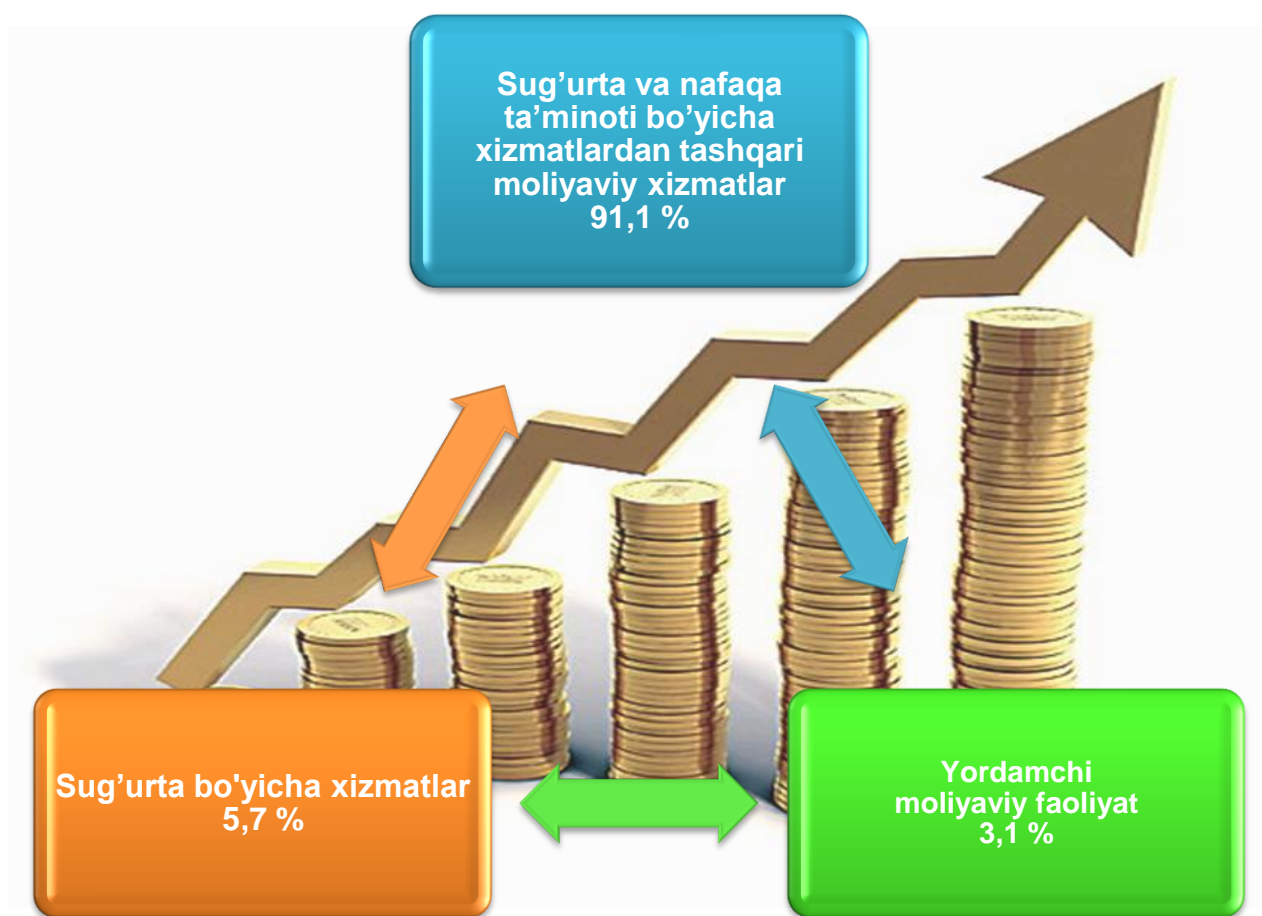 Sug’urta va nafaqa
ta’minoti bo’yicha
xizmatlardan tashqari
moliyaviy xizmatlar
91,1 %
Sug’urta bo'yicha xizmatlar
5,7 %
Yordamchi
moliyaviy faoliyat
3,1 %